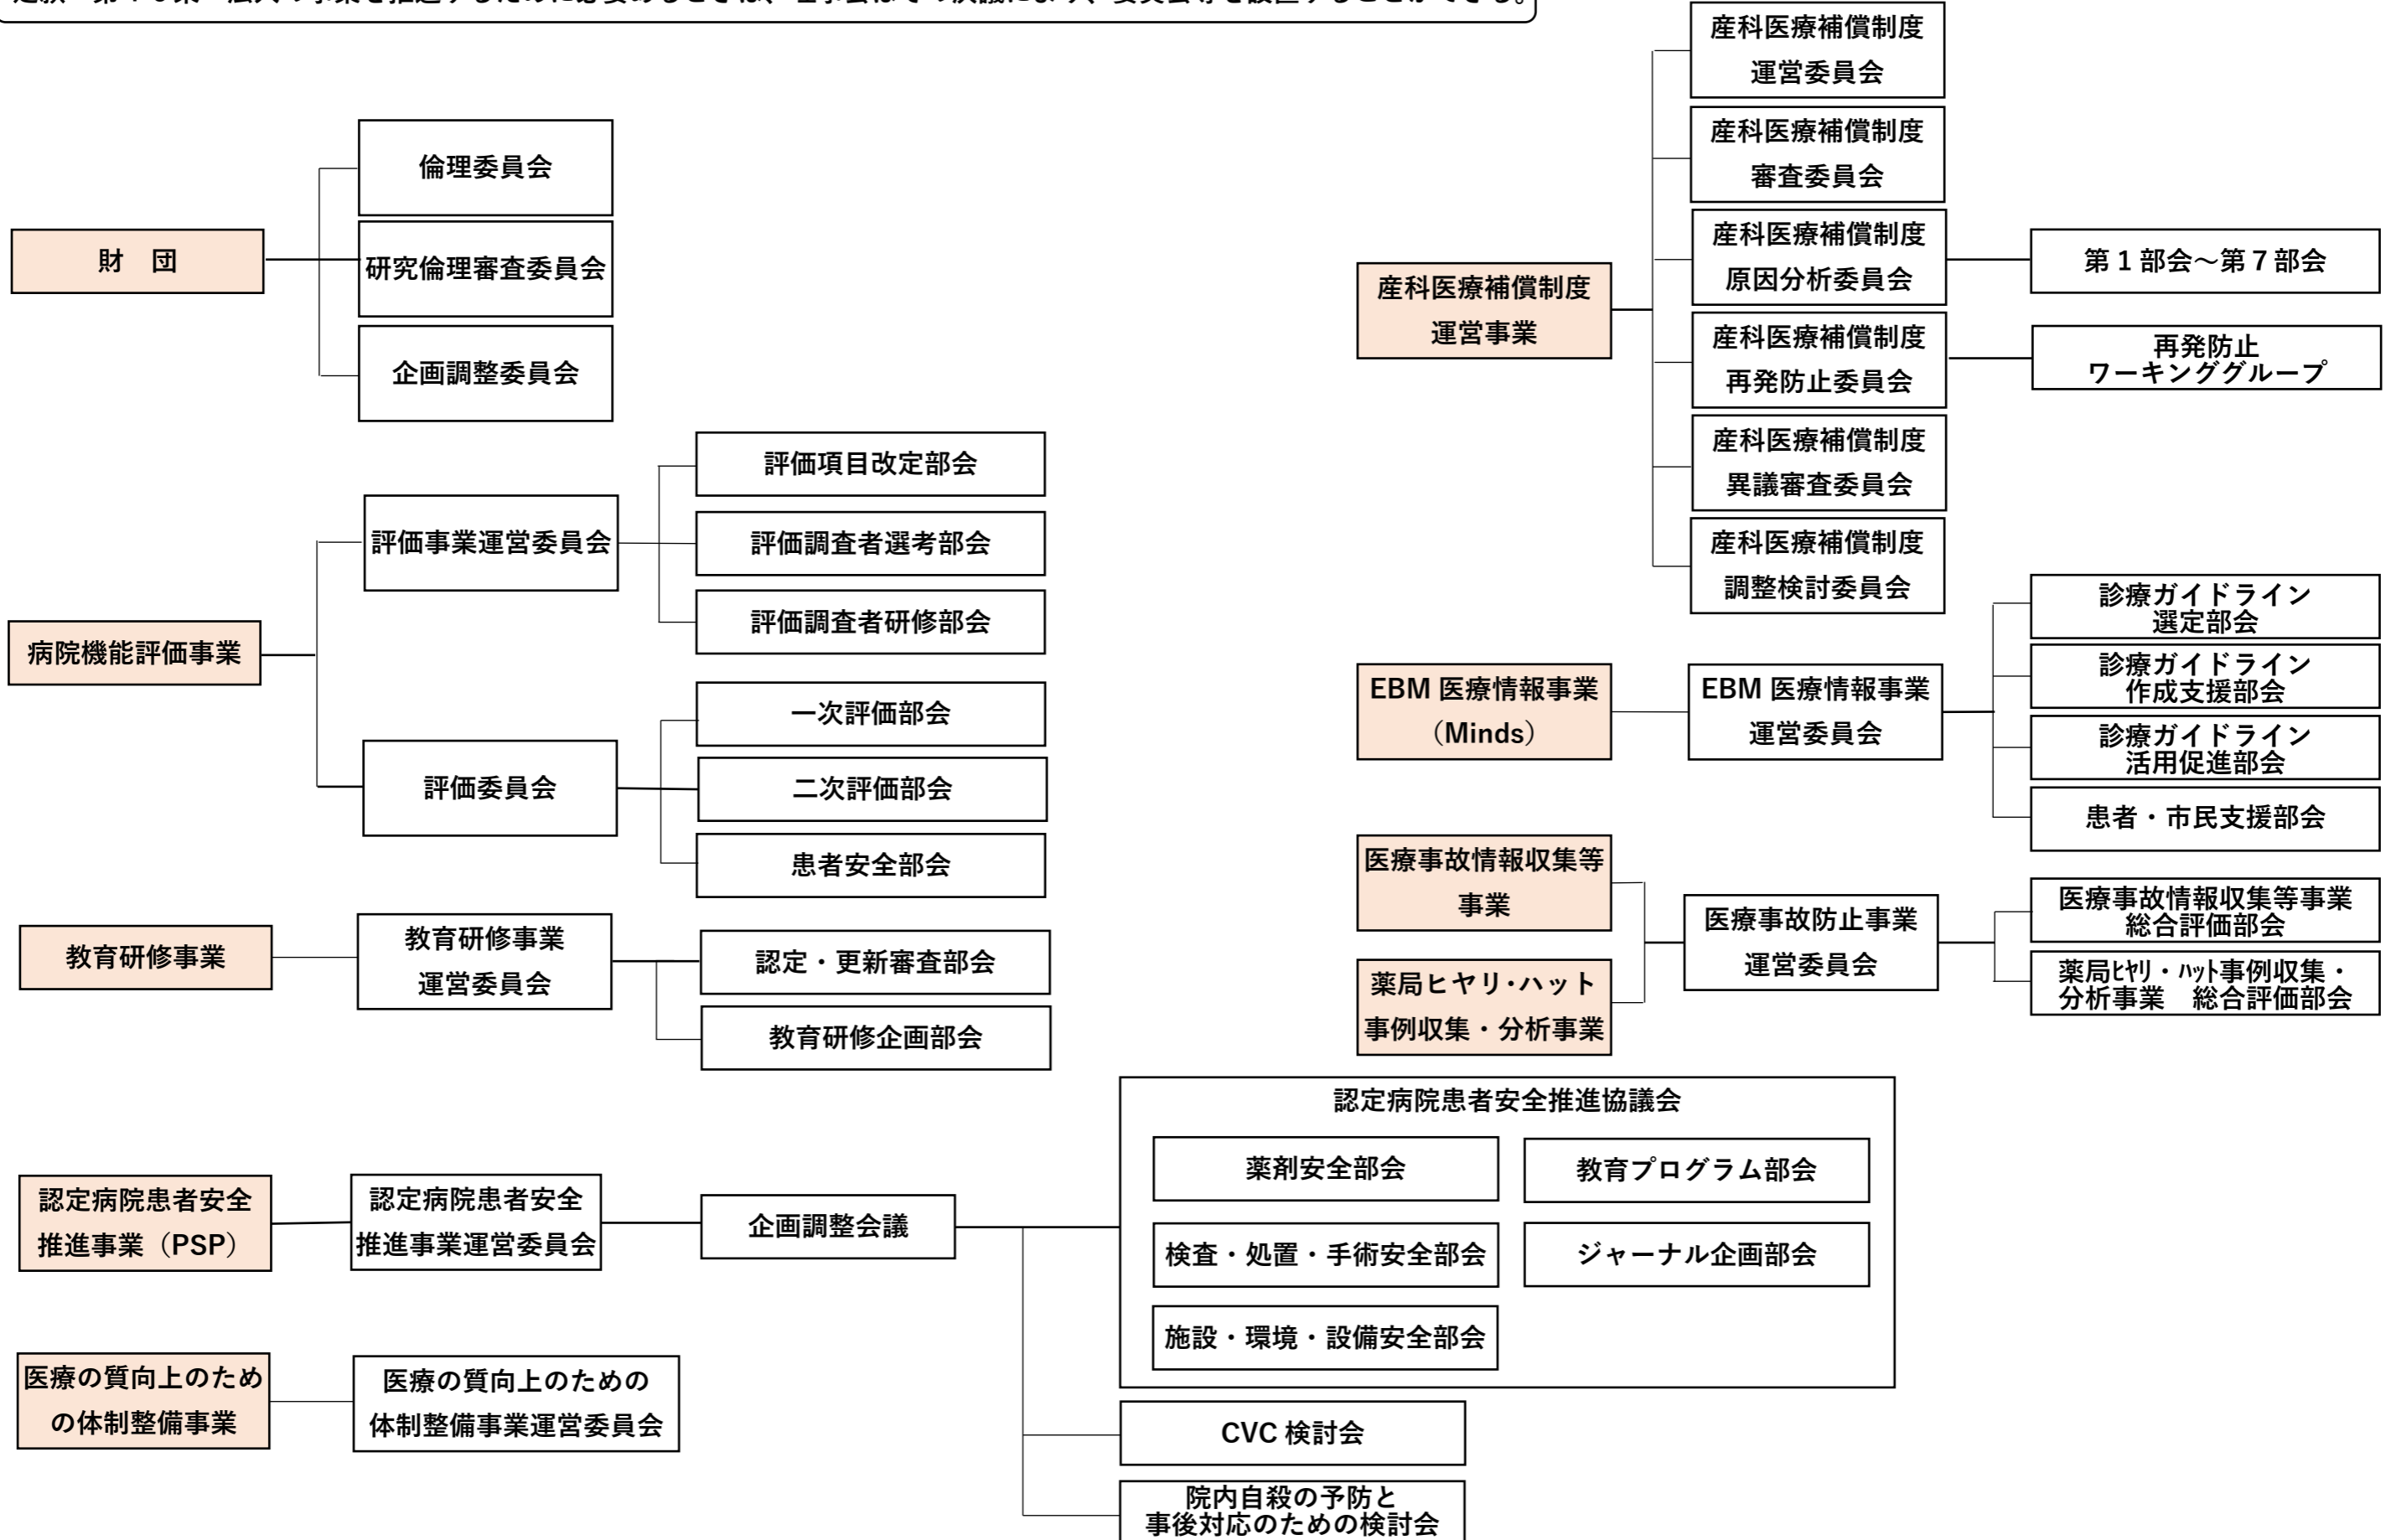 財　団
倫理委員会
研究倫理審査委員会
企画調整委員会
病院機能評価事業
評価事業運営委員会
評価項目改定部会
評価調査者選考部会
評価調査者研修部会
評価委員会
一次評価部会
二次評価部会
患者安全部会
教育研修事業
教育研修事業
運営委員会
認定・更新審査部会
教育研修企画部会
認定病院患者安全
推進事業（PSP）
認定病院患者安全
推進事業運営委員会
企画調整会議
認定病院患者安全推進協議会
薬剤安全部会
教育プログラム部会
検査・処置・手術安全部会
ジャーナル企画部会
施設・環境・設備安全部会
CVC 検討会
院内自殺の予防と
事後対応のための検討会
医療の質向上のため
の体制整備事業
医療の質向上のための
体制整備事業運営委員会
産科医療補償制度
運営事業
産科医療補償制度
運営委員会
産科医療補償制度
審査委員会
産科医療補償制度
原因分析委員会
第１部会～第７部会
産科医療補償制度
再発防止委員会
再発防止
ワーキンググループ
産科医療補償制度
異議審査委員会
産科医療補償制度
調整検討委員会
EBM 医療情報事業
（Minds）
EBM 医療情報事業
運営委員会
診療ガイドライン
選定部会
診療ガイドライン
作成支援部会
診療ガイドライン
活用促進部会
患者・市民支援部会
医療事故情報収集等
事業
薬局ヒヤリ・ハット
事例収集・分析事業
医療事故防止事業
運営委員会
医療事故情報収集等事業
総合評価部会
薬局ﾋﾔﾘ・ﾊｯﾄ事例収集・
分析事業　総合評価部会